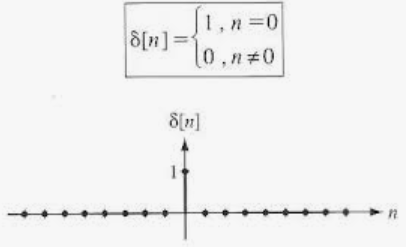 δ[n] = { 1 , n = 0
0 , n ≠ 0
δ[n]
1
n